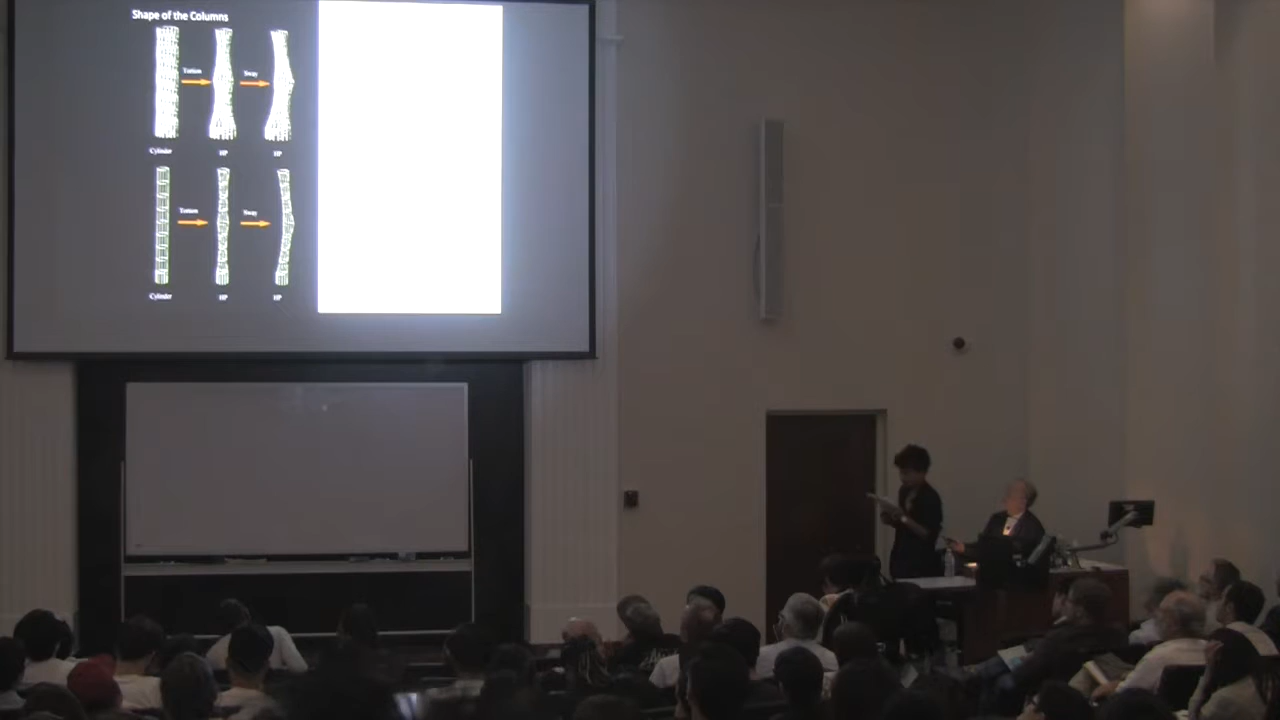 Shape of the Columns
Torsion
Sway
Cylinder
HP
HP
Torsion
Sway
Cylinder
HP
HP